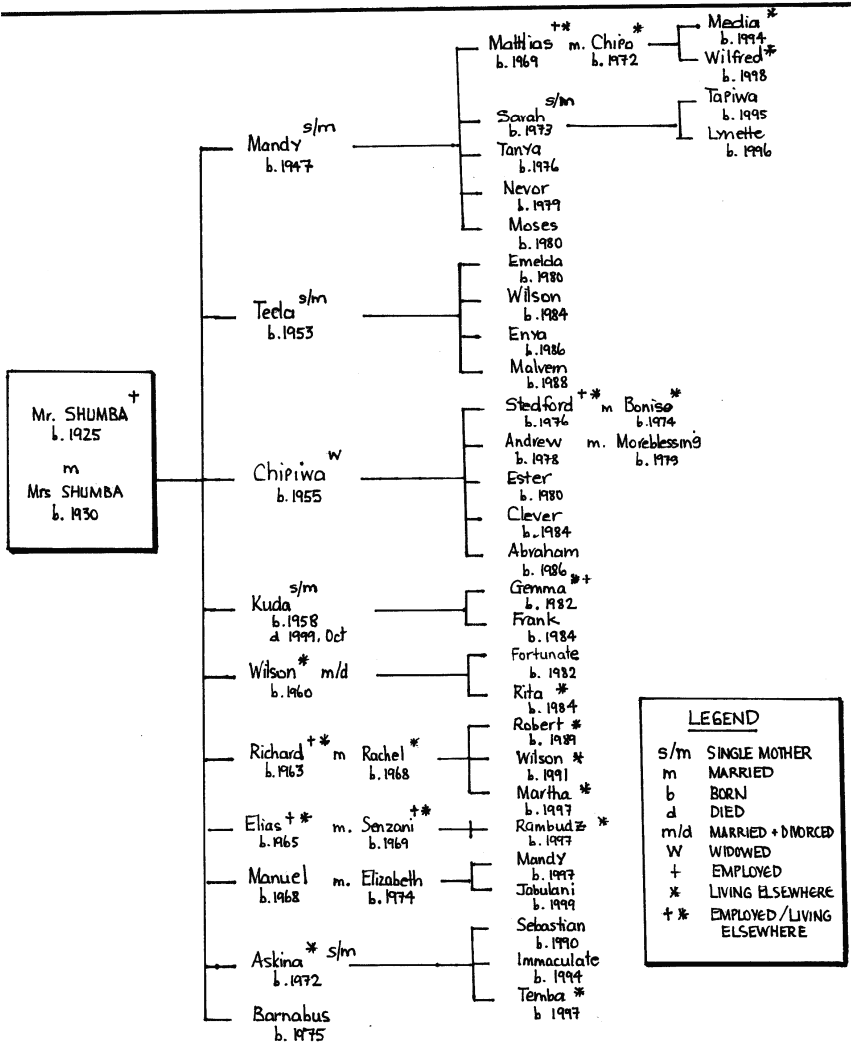 Mr. SHUMBA †
b. 1925
m
Mrs SHUMBA
b. 1930
Mandy s/m
b. 1947
Matthias †* m. Chipo *
b. 1969 b. 1972
Media *
b. 1994
Wilfred *
b. 1998
Sarah s/m
b. 1973
Tapiwa
b. 1995
Lynette
b. 1996
Tanya
b. 1976
Nevor
b. 1979
Moses
b. 1980
Tecla s/m
b. 1953
Emelda
b. 1980
Wilson
b. 1984
Enya
b. 1986
Malvern
b. 1988
Chipiwa W
b. 1955
Stedford †* m Boniso *
b. 1976 b. 1974
Andrew m. Moreblessing
b. 1978 b. 1979
Ester
b. 1980
Clever
b. 1984
Abraham
b. 1986
Kuda s/m
b. 1958
d 1999, Oct
Gemma *†
b. 1982
Frank
b. 1984
Wilson * m/d
b. 1960
Fortunate
b. 1982
Rita *
b. 1984
Richard †* m Rachel *
b. 1963 b. 1968
Robert *
b. 1989
Wilson *
b. 1991
Martha *
b. 1997
Elias †* m. Senzani †*
b. 1965 b. 1969
Rambudz *
b. 1997
Manuel m. Elizabeth
b. 1968 b. 1974
Mandy
b. 1997
Jabulani
b. 1999
Askina * s/m
b. 1972
Sebastian
b. 1990
Immaculate
b. 1994
Temba *
b 1997
Barnabus
b. 1975
LEGEND
s/m SINGLE MOTHER
m MARRIED
b BORN
d DIED
m/d MARRIED + DIVORCED
W WIDOWED
† EMPLOYED
* LIVING ELSEWHERE
†* EMPLOYED/LIVING
ELSEWHERE